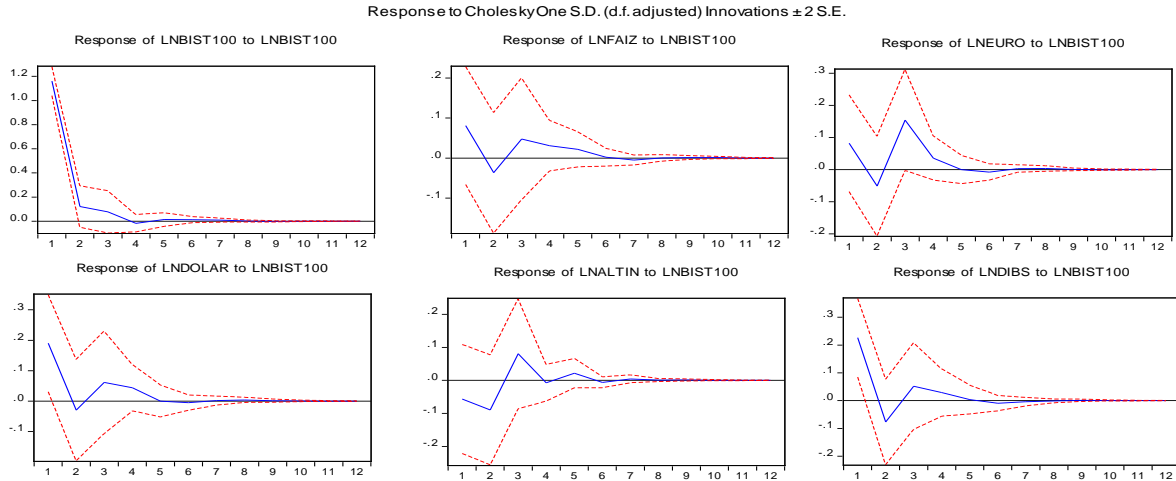 Response to Cholesky One S.D. (d.f. adjusted) Innovations ± 2 S.E.
Response of LNBIST100 to LNBIST100
1.2
1.0
0.8
0.6
0.4
0.2
0.0
1 2 3 4 5 6 7 8 9 10 11 12
Response of LNFAIZ to LNBIST100
.2
.1
.0
-.1
1 2 3 4 5 6 7 8 9 10 11 12
Response of LNEURO to LNBIST100
.3
.2
.1
.0
-.1
-.2
1 2 3 4 5 6 7 8 9 10 11 12
Response of LNDOLAR to LNBIST100
.3
.2
.1
.0
-.1
1 2 3 4 5 6 7 8 9 10 11 12
Response of LNALTIN to LNBIST100
.2
.1
.0
-.1
-.2
1 2 3 4 5 6 7 8 9 10 11 12
Response of LNDIBS to LNBIST100
.3
.2
.1
.0
-.1
-.2
1 2 3 4 5 6 7 8 9 10 11 12